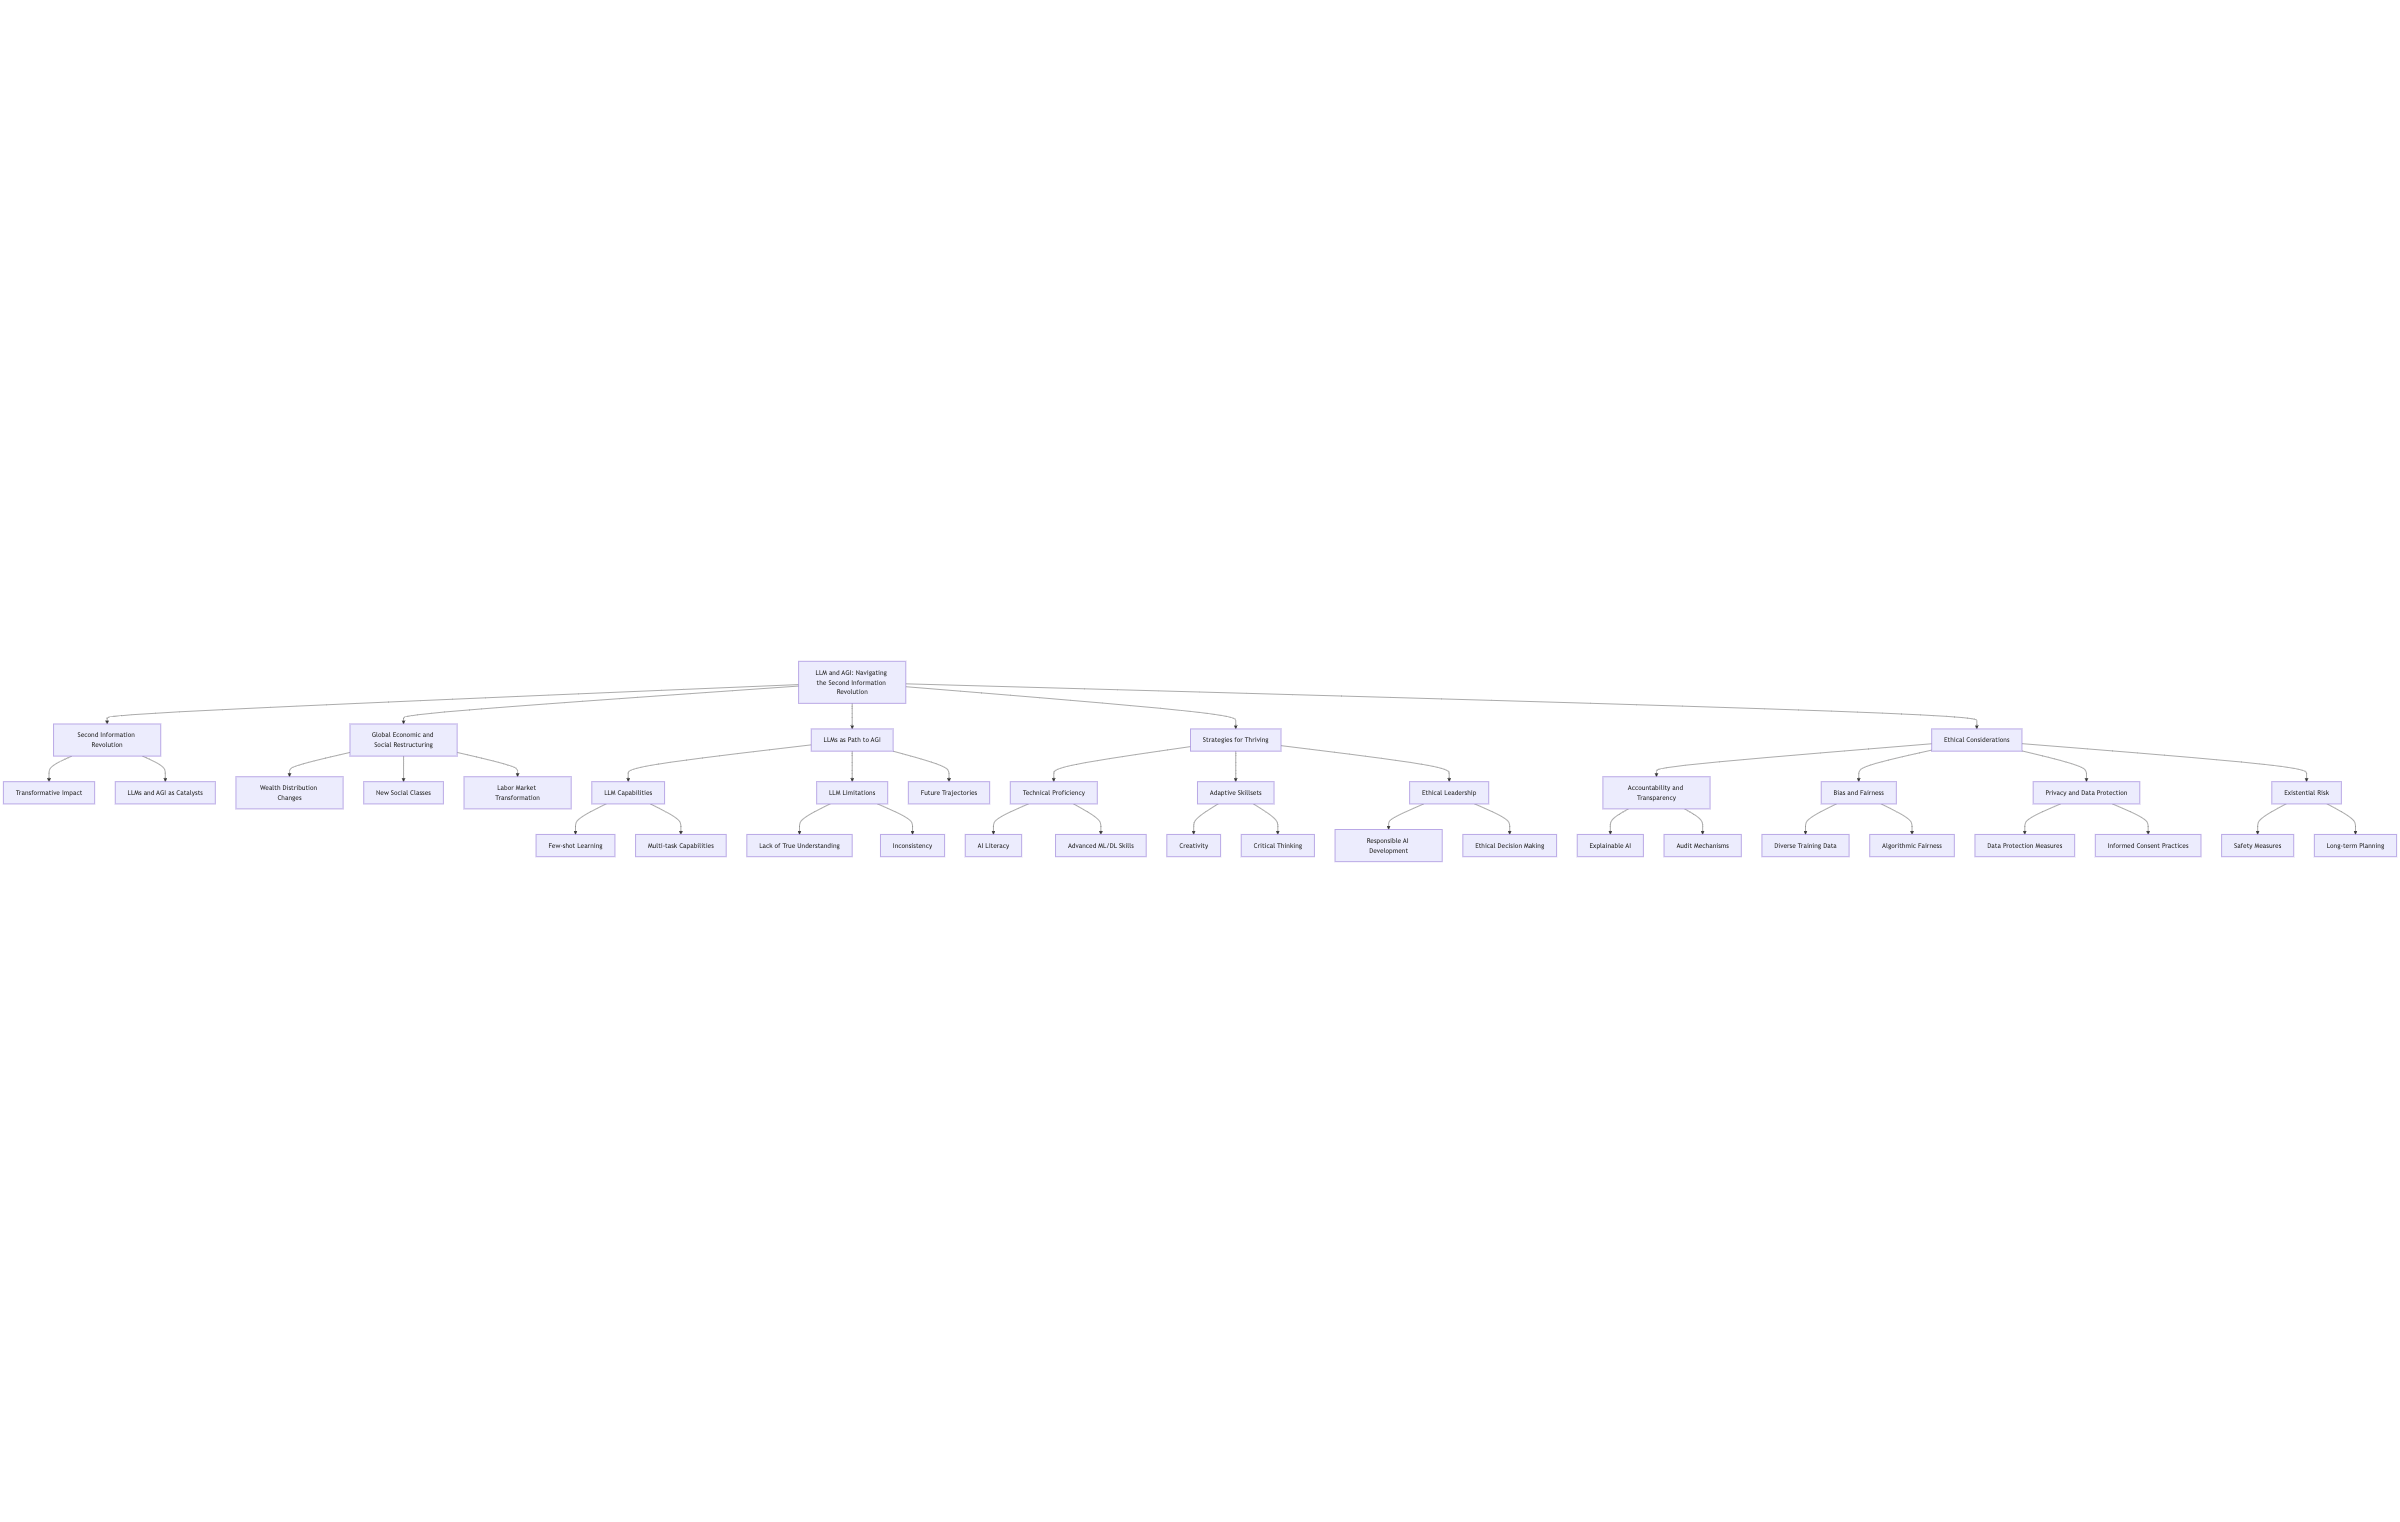 LLM and AGI: Navigating
the Second Information
Revolution
Second Information
Revolution
Global Economic and
Social Restructuring
LLMs as Path to AGI
Strategies for Thriving
Ethical Considerations
Transformative Impact
LLMs and AGI as Catalysts
Wealth Distribution
Changes
New Social Classes
Labor Market
Transformation
LLM Capabilities
LLM Limitations
Future Trajectories
Technical Proficiency
Adaptive Skillsets
Ethical Leadership
Accountability and
Transparency
Bias and Fairness
Privacy and Data Protection
Existential Risk
Few-shot Learning
Multi-task Capabilities
Lack of True Understanding
Inconsistency
AI Literacy
Advanced ML/DL Skills
Creativity
Critical Thinking
Responsible AI
Development
Ethical Decision Making
Explainable AI
Audit Mechanisms
Diverse Training Data
Algorithmic Fairness
Data Protection Measures
Informed Consent Practices
Safety Measures
Long-term Planning